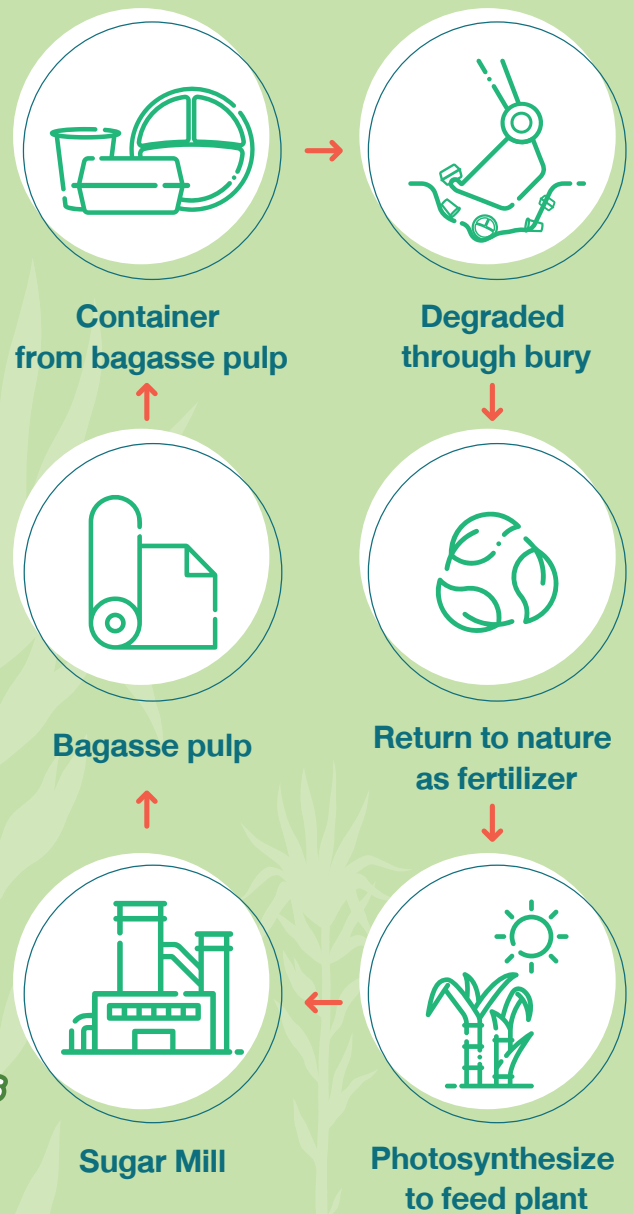 Container
from bagasse pulp
Degraded
through bury
Bagasse pulp
Return to nature
as fertilizer
Sugar Mill
Photosynthesize
to feed plant